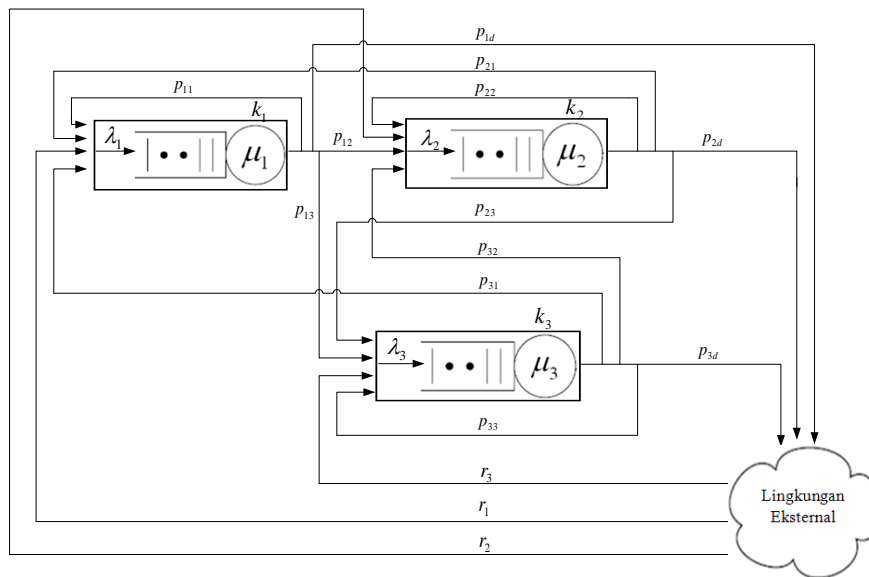 p1d
p21
p11
p22
k1
k2
λ1
μ1
p12
λ2
μ2
p2d
p13
p23
p32
p31
k3
λ3
μ3
p3d
p33
r3
r1
r2
Lingkungan
Eksternal